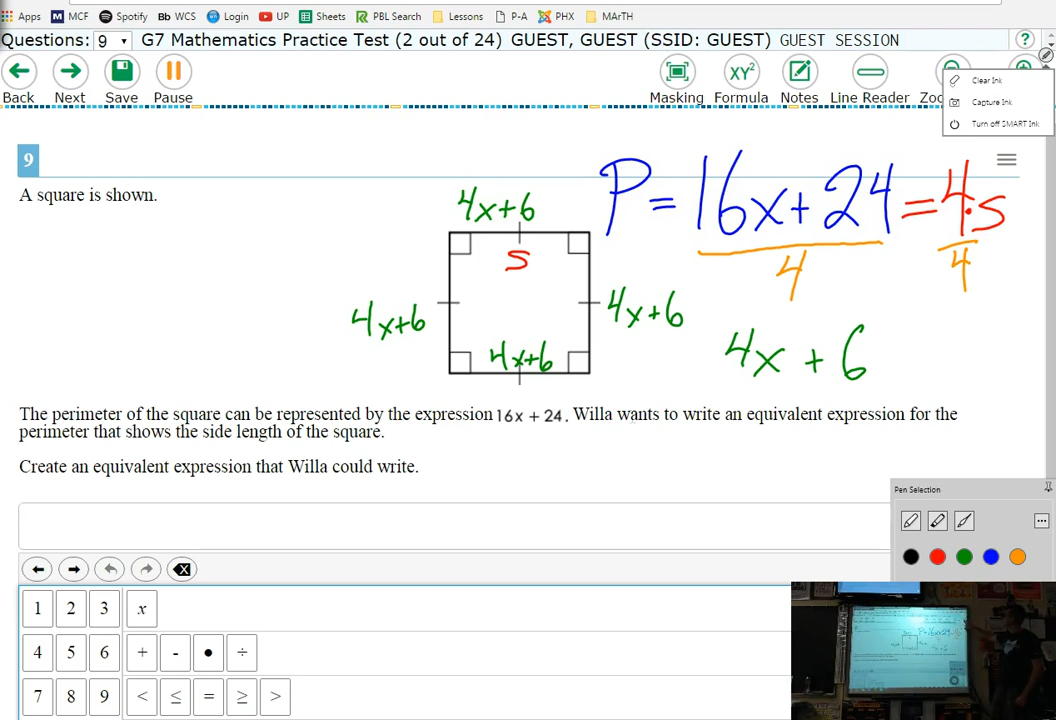 Apps MCF Spotify Bb WCS Login UP Sheets PBL Search Lessons P-A PHX MArTH
Questions: 9 G7 Mathematics Practice Test (2 out of 24) GUEST, GUEST (SSID: GUEST) GUEST SESSION
Back Next Save Pause Masking Formula Notes Line Reader
XY²
Clear Ink
Capture Ink
Turn off SMART Ink
9
A square is shown.
P = 16x + 24 = 4·s
4 4
4x+6
s
4x+6
4x+6
4x+6
4x + 6
The perimeter of the square can be represented by the expression 16x + 24. Willa wants to write an equivalent expression for the
perimeter that shows the side length of the square.
Create an equivalent expression that Willa could write.
Pen Selection
1 2 3 x
4 5 6 + - • ÷
7 8 9 < ≤ = ≥ >